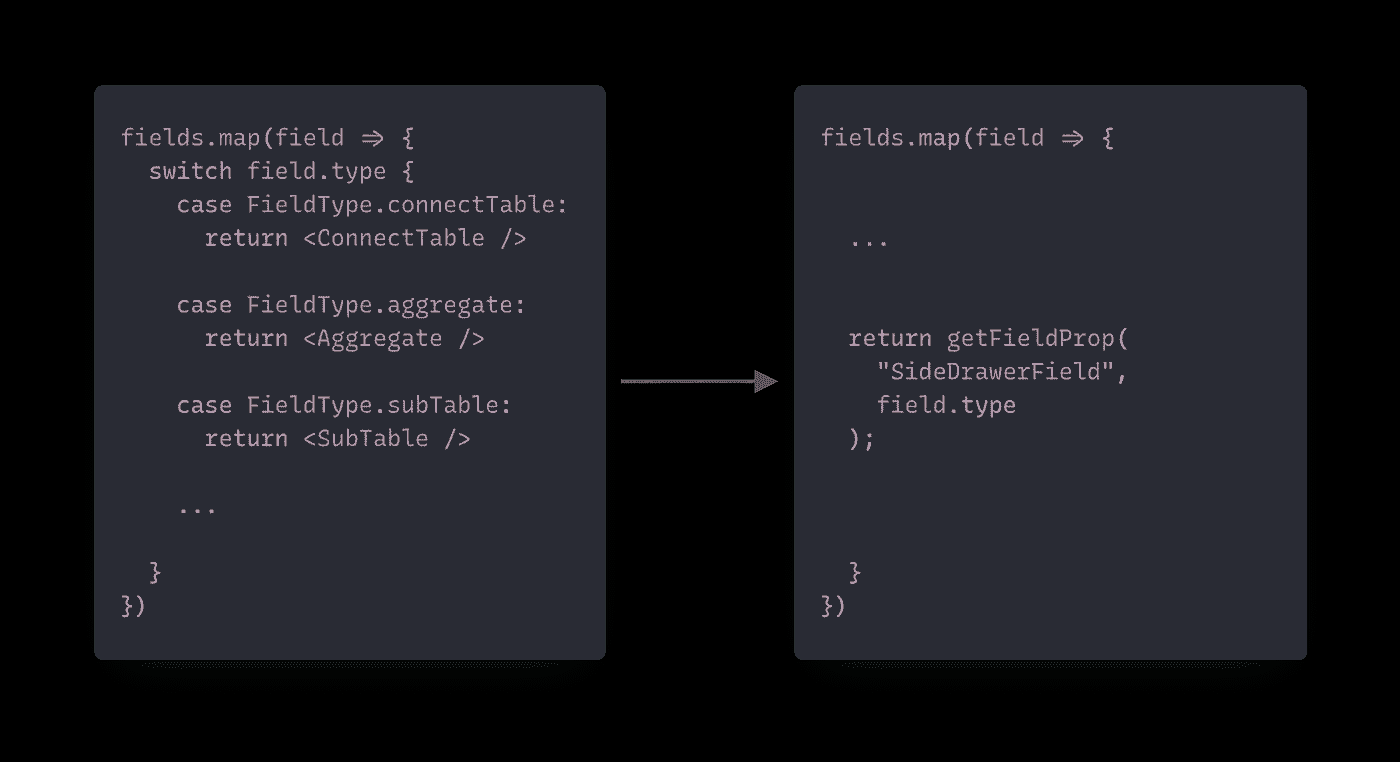 fields.map(field => {
  switch field.type {
    case FieldType.connectTable:
      return <ConnectTable />
    case FieldType.aggregate:
      return <Aggregate />
    case FieldType.subTable:
      return <SubTable />
    ...
  }
})
fields.map(field => {
  ...
  return getFieldProp(
    "SideDrawerField",
    field.type
  );
  }
})